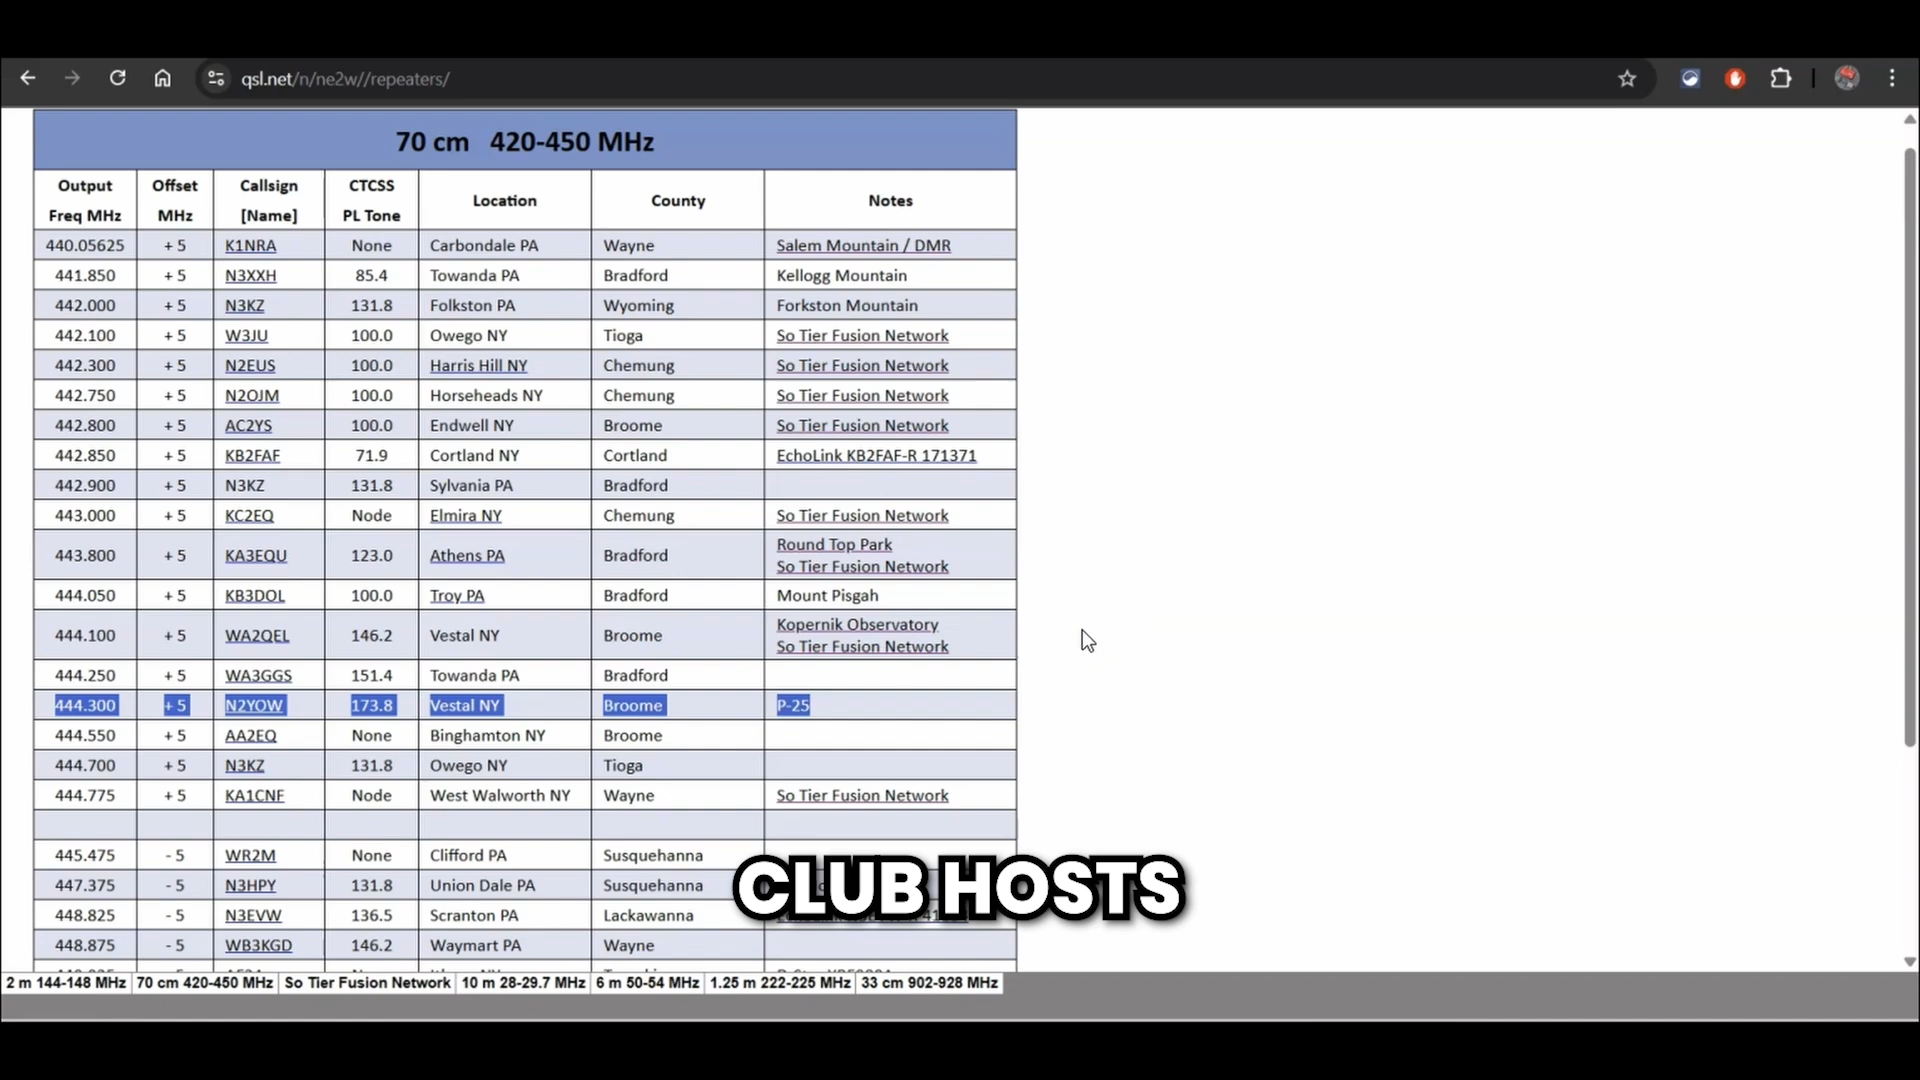 qsl.net/n/ne2w//repeaters/
70 cm 420-450 MHz
Output Freq MHz Offset MHz Callsign [Name] CTCSS PL Tone Location County Notes
440.05625 + 5 K1NRA None Carbondale PA Wayne Salem Mountain / DMR
441.850 + 5 N3XXH 85.4 Towanda PA Bradford Kellogg Mountain
442.000 + 5 N3KZ 131.8 Folkston PA Wyoming Forkston Mountain
442.100 + 5 W3JU 100.0 Owego NY Tioga So Tier Fusion Network
442.300 + 5 N2EUS 100.0 Harris Hill NY Chemung So Tier Fusion Network
442.750 + 5 N2OJM 100.0 Horseheads NY Chemung So Tier Fusion Network
442.800 + 5 AC2YS 100.0 Endwell NY Broome So Tier Fusion Network
442.850 + 5 KB2FAF 71.9 Cortland NY Cortland EchoLink KB2FAF-R 171371
442.900 + 5 N3KZ 131.8 Sylvania PA Bradford
443.000 + 5 KC2EQ Node Elmira NY Chemung So Tier Fusion Network
443.800 + 5 KA3EQU 123.0 Athens PA Bradford Round Top Park
So Tier Fusion Network
444.050 + 5 KB3DOL 100.0 Troy PA Bradford Mount Pisgah
444.100 + 5 WA2QEL 146.2 Vestal NY Broome Kopernik Observatory
So Tier Fusion Network
444.250 + 5 WA3GGS 151.4 Towanda PA Bradford
444.300 + 5 N2YOW 173.8 Vestal NY Broome P-25
444.550 + 5 AA2EQ None Binghamton NY Broome
444.700 + 5 N3KZ 131.8 Owego NY Tioga
444.775 + 5 KA1CNF Node West Walworth NY Wayne So Tier Fusion Network
445.475 - 5 WR2M None Clifford PA Susquehanna
447.375 - 5 N3HPY 131.8 Union Dale PA Susquehanna
448.825 - 5 N3EVW 136.5 Scranton PA Lackawanna
448.875 - 5 WB3KGD 146.2 Waymart PA Wayne
CLUB HOSTS
2 m 144-148 MHz 70 cm 420-450 MHz So Tier Fusion Network 10 m 28-29.7 MHz 6 m 50-54 MHz 1.25 m 222-225 MHz 33 cm 902-928 MHz